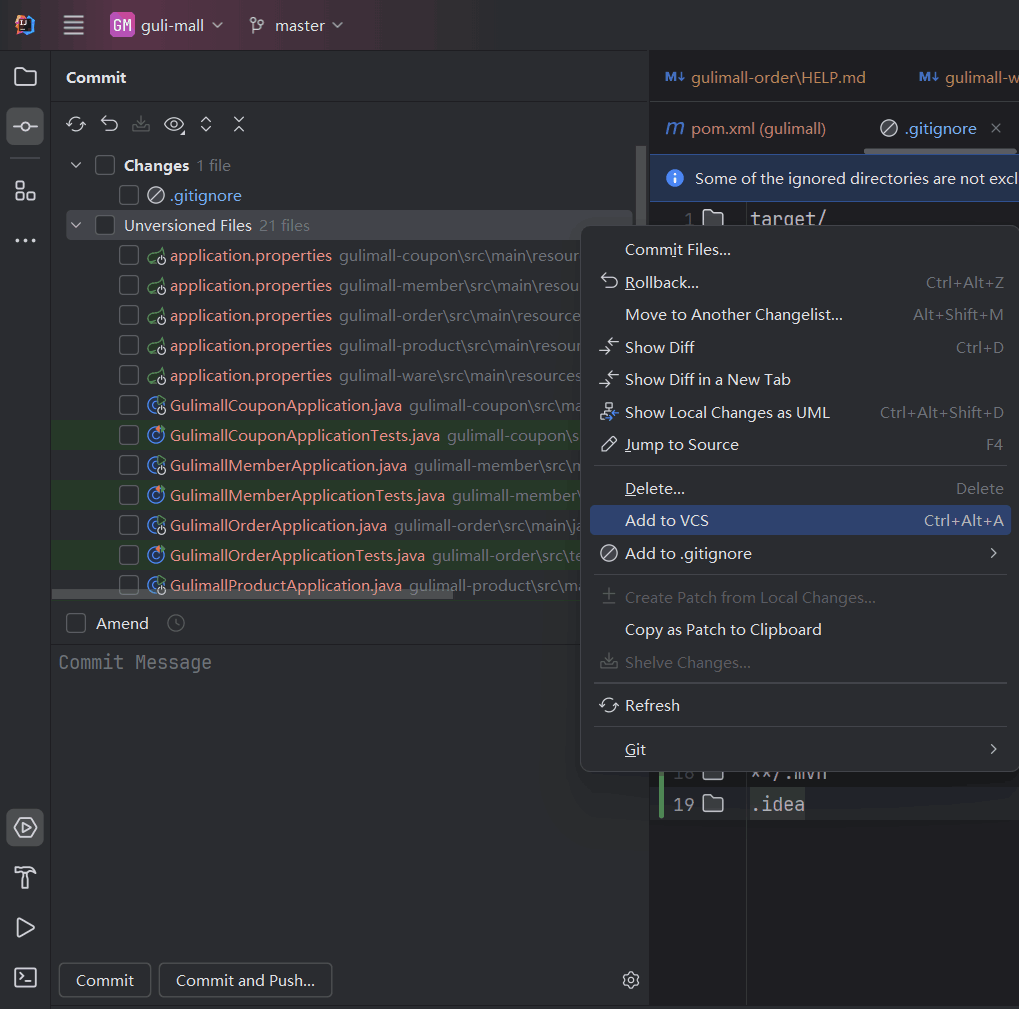 GM guli-mall master
Commit
Changes 1 file
.gitignore
Unversioned Files 21 files
application.properties gulimall-coupon\src\main\resour
application.properties gulimall-member\src\main\resou
application.properties gulimall-order\src\main\resource
application.properties gulimall-product\src\main\resour
application.properties gulimall-ware\src\main\resources
GulimallCouponApplication.java gulimall-coupon\src\ma
GulimallCouponApplicationTests.java gulimall-coupon\s
GulimallMemberApplication.java gulimall-member\src\m
GulimallMemberApplicationTests.java gulimall-member\
GulimallOrderApplication.java gulimall-order\src\main\ja
GulimallOrderApplicationTests.java gulimall-order\src\te
GulimallProductApplication.java gulimall-product\src\ma
Amend
Commit Message
Commit
Commit and Push...
M↓ gulimall-order\HELP.md M↓ gulimall-w
m pom.xml (gulimall) .gitignore
Some of the ignored directories are not excl
1 target/
Commit Files...
Rollback... Ctrl+Alt+Z
Move to Another Changelist... Alt+Shift+M
Show Diff Ctrl+D
Show Diff in a New Tab
Show Local Changes as UML Ctrl+Alt+Shift+D
Jump to Source F4
Delete... Delete
Add to VCS Ctrl+Alt+A
Add to .gitignore
Create Patch from Local Changes...
Copy as Patch to Clipboard
Shelve Changes...
Refresh
Git
18 **/.mvn
19 .idea